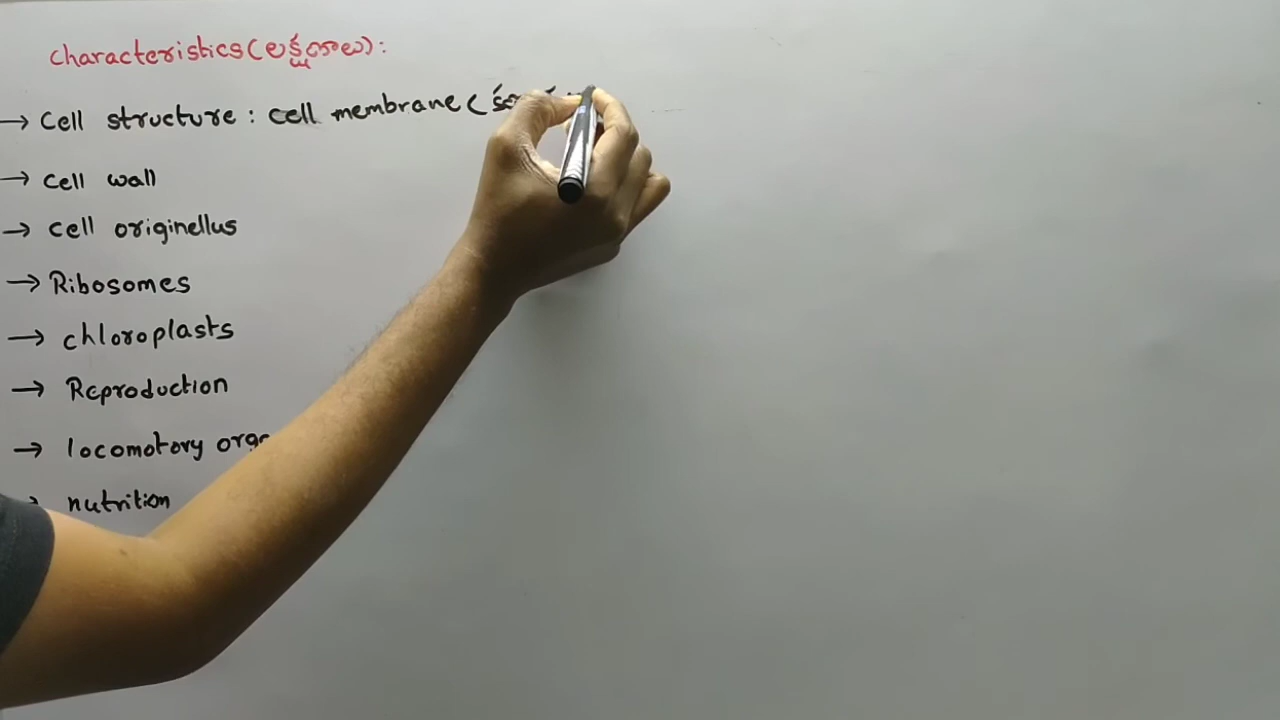 characteristics(లక్షణాలు):
→ Cell structure : cell membrane (
→ Cell wall
→ cell originellus
→ Ribosomes
→ chloroplasts
→ Reproduction
→ locomotory
→ nutrition